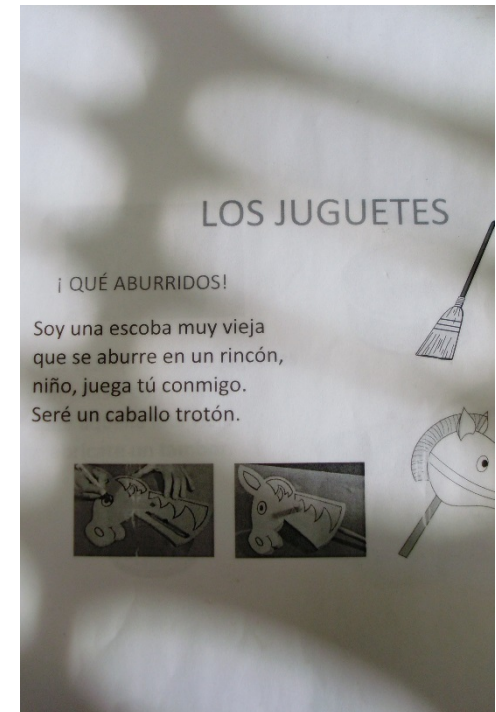 LOS JUGUETES
¡ QUÉ ABURRIDOS!
Soy una escoba muy vieja
que se aburre en un rincón,
niño, juega tú conmigo.
Seré un caballo trotón.